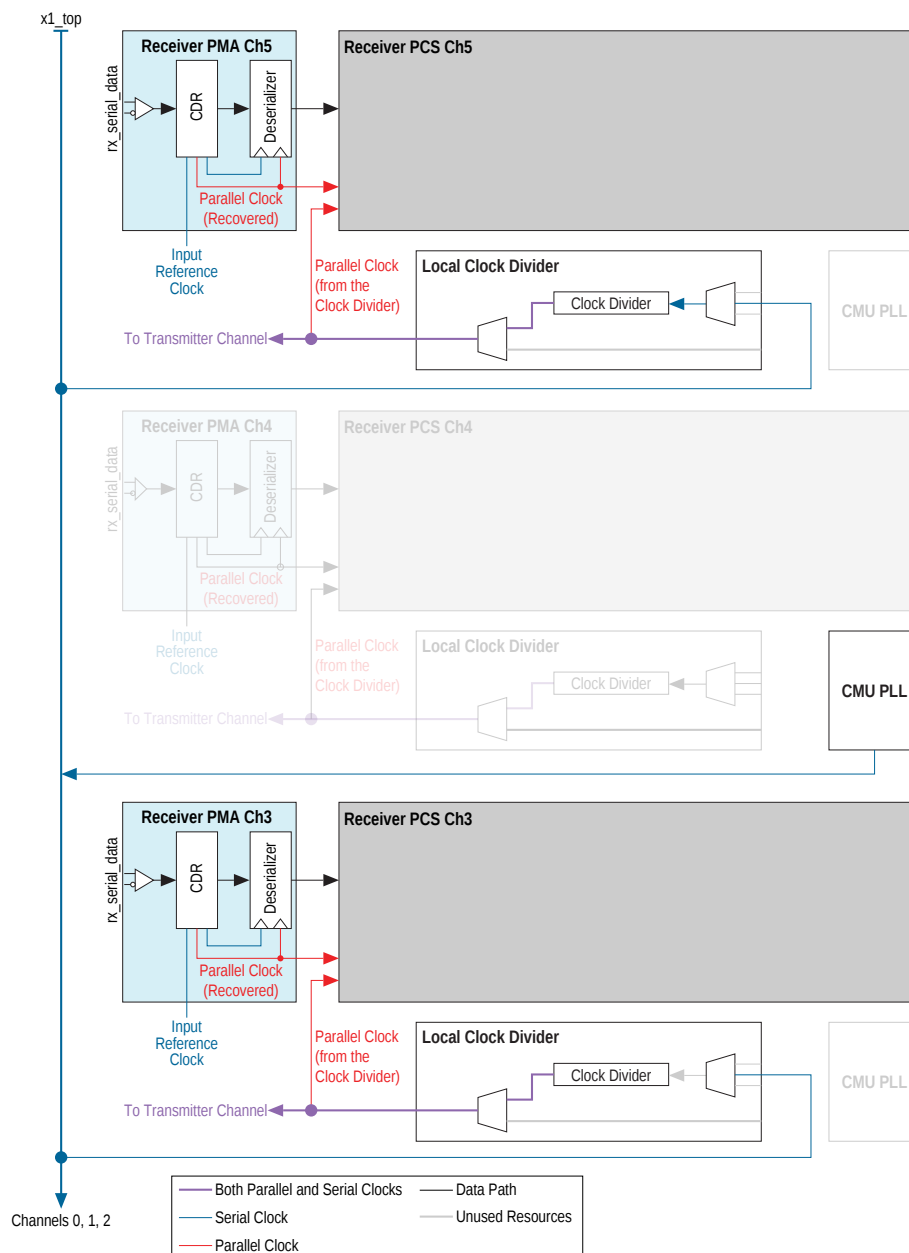 x1_top
Receiver PMA Ch5
Receiver PCS Ch5
rx_serial_data
CDR
Deserializer
Parallel Clock
(Recovered)
Input
Reference
Clock
Parallel Clock
(from the
Clock Divider)
Local Clock Divider
Clock Divider
CMU PLL
To Transmitter Channel
Receiver PMA Ch4
Receiver PCS Ch4
rx_serial_data
CDR
Deserializer
Parallel Clock
(Recovered)
Input
Reference
Clock
Parallel Clock
(from the
Clock Divider)
Local Clock Divider
Clock Divider
CMU PLL
To Transmitter Channel
Receiver PMA Ch3
Receiver PCS Ch3
rx_serial_data
CDR
Deserializer
Parallel Clock
(Recovered)
Input
Reference
Clock
Parallel Clock
(from the
Clock Divider)
Local Clock Divider
Clock Divider
CMU PLL
To Transmitter Channel
Channels 0, 1, 2
Both Parallel and Serial Clocks
Data Path
Serial Clock
Unused Resources
Parallel Clock